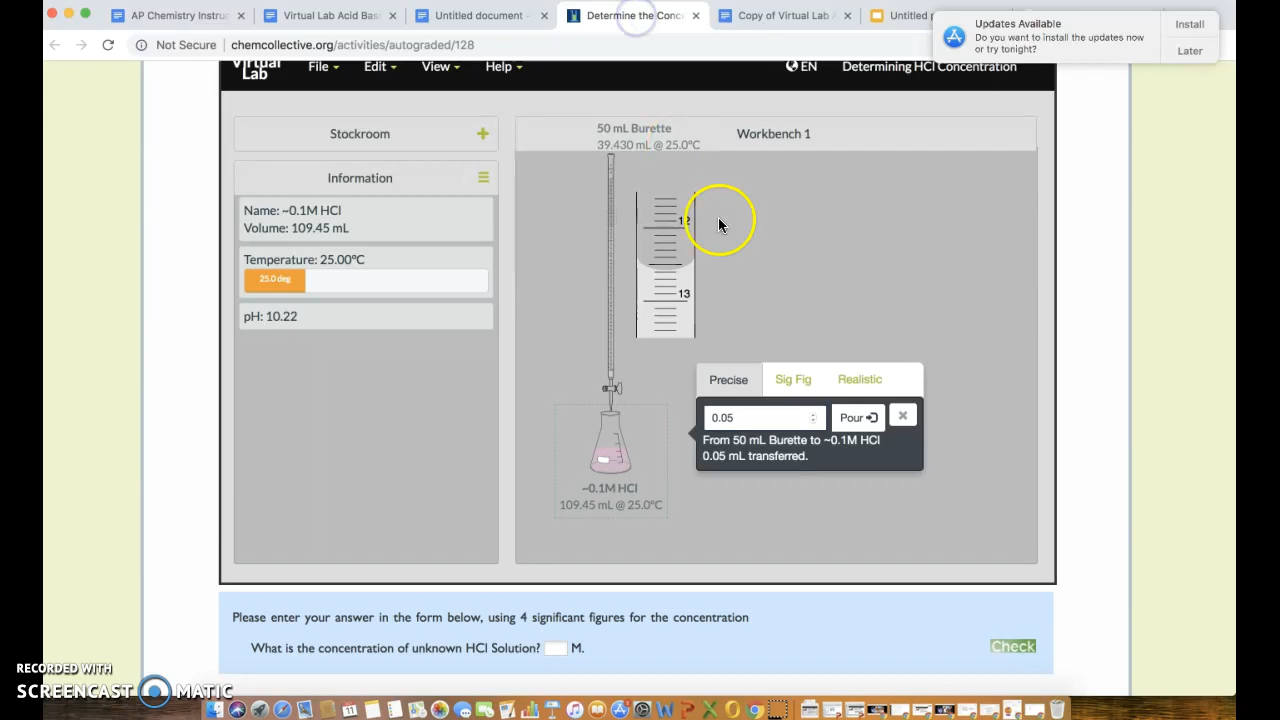 AP Chemistry Instruc
Virtual Lab Acid Base
Untitled document -
Determine the Conce
Copy of Virtual Lab A
Untitled p
Updates Available
Do you want to install the updates now
or try tonight?
Install
Later
Not Secure
chemcollective.org/activities/autograded/128
Virtual
Lab
File
Edit
View
Help
EN
Determining HCl Concentration
Stockroom
Information
Name: ~0.1M HCl
Volume: 109.45 mL
Temperature: 25.00°C
25.0 deg
pH: 10.22
50 mL Burette
39.430 mL @ 25.0°C
Workbench 1
12
13
Precise
Sig Fig
Realistic
0.05
Pour
From 50 mL Burette to ~0.1M HCl
0.05 mL transferred.
~0.1M HCl
109.45 mL @ 25.0°C
Please enter your answer in the form below, using 4 significant figures for the concentration
What is the concentration of unknown HCl Solution? M.
Check
RECORDED WITH
SCREENCAST MATIC